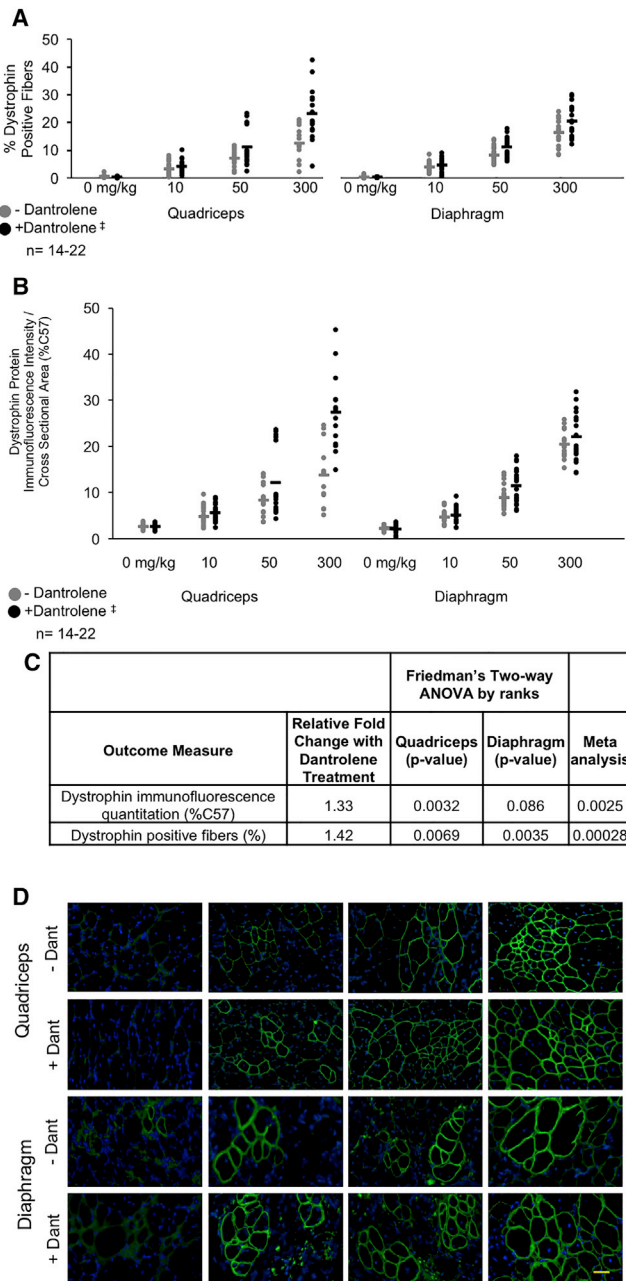 A
% Dystrophin
Positive Fibers
50
40
30
20
10
0
0 mg/kg 10 50 300 0 mg/kg 10 50 300
Quadriceps Diaphragm
- Dantrolene
+Dantrolene ‡
n= 14-22
B
Dystrophin Protein
Immunofluorescence Intensity /
Cross Sectional Area (%C57)
50
40
30
20
10
0
0 mg/kg 10 50 300 0 mg/kg 10 50 300
Quadriceps Diaphragm
- Dantrolene
+Dantrolene ‡
n= 14-22
C
Friedman's Two-way
ANOVA by ranks
Outcome Measure
Relative Fold
Change with
Dantrolene
Treatment
Quadriceps
(p-value)
Diaphragm
(p-value)
Meta
analysis
Dystrophin immunofluorescence
quantitation (%C57)
1.33 0.0032 0.086 0.0025
Dystrophin positive fibers (%) 1.42 0.0069 0.0035 0.00028
D
Quadriceps
- Dant
+ Dant
Diaphragm
- Dant
+ Dant